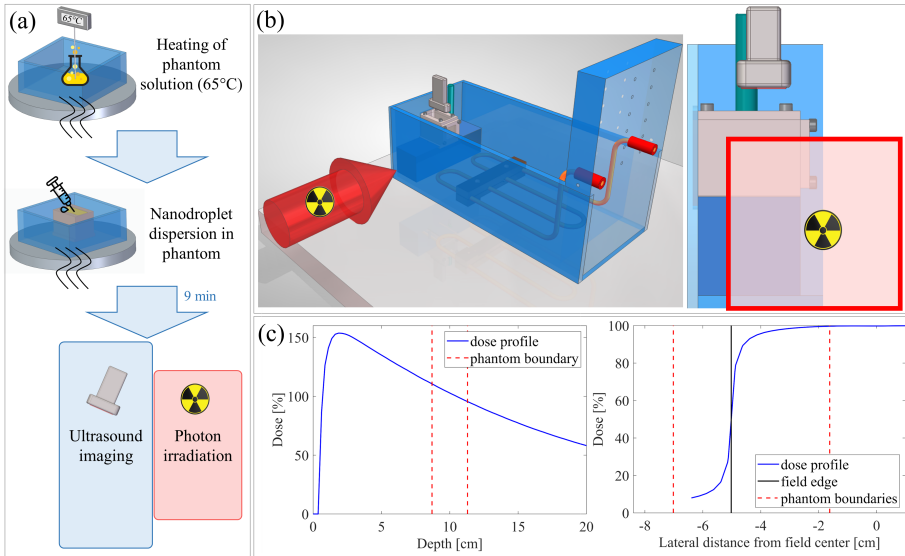 (a)
65°C
Heating of
phantom
solution (65°C)
Nanodroplet
dispersion in
phantom
9 min
Ultrasound
imaging
Photon
irradiation
(b)
(c)
150
100
50
0
Dose [%]
0
5
10
15
20
Depth [cm]
dose profile
phantom boundary
100
80
60
40
20
0
Dose [%]
-8
-6
-4
-2
0
Lateral distance from field center [cm]
dose profile
field edge
phantom boundaries